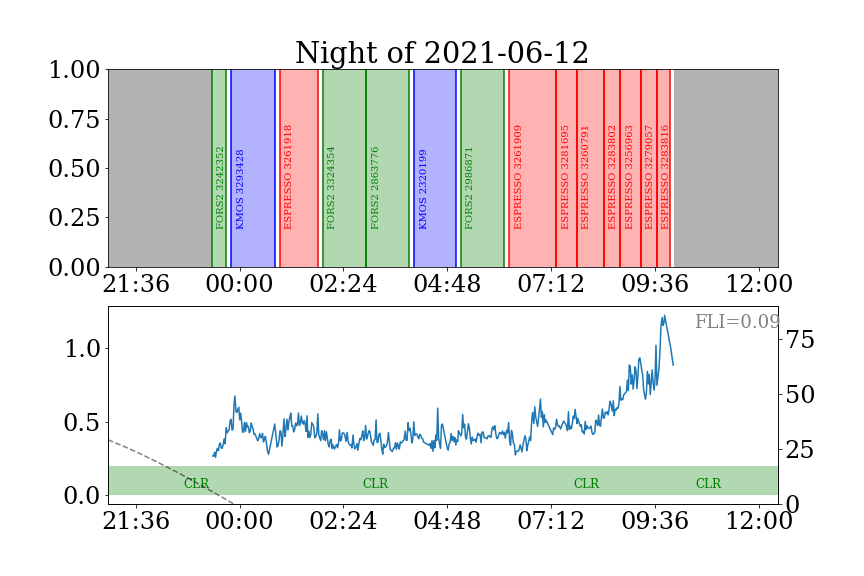 Night of 2021-06-12
1.00
0.75
0.50
0.25
0.00
FORS2 3242352
KMOS 3293428
ESPRESSO 3261918
FORS2 3324354
FORS2 2863776
KMOS 2320199
FORS2 2986871
ESPRESSO 3261909
ESPRESSO 3281695
ESPRESSO 3260791
ESPRESSO 3283802
ESPRESSO 3256963
ESPRESSO 3279057
ESPRESSO 3283816
21:36 00:00 02:24 04:48 07:12 09:36 12:00
FLI=0.09
1.0
0.5
0.0
75
50
25
0
CLR CLR CLR CLR
21:36 00:00 02:24 04:48 07:12 09:36 12:00